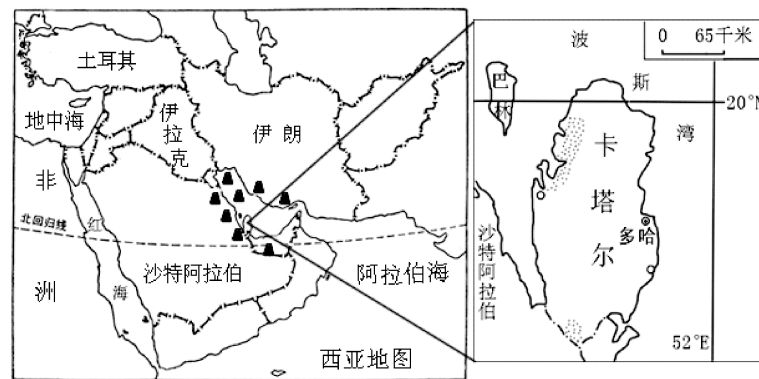 土耳其
地中海
伊拉克
伊朗
非
洲
红
海
北回归线
沙特阿拉伯
阿拉伯海
西亚地图
0 65千米
波
斯
湾
巴林
20°N
卡塔尔
多哈
沙特阿拉伯
52°E